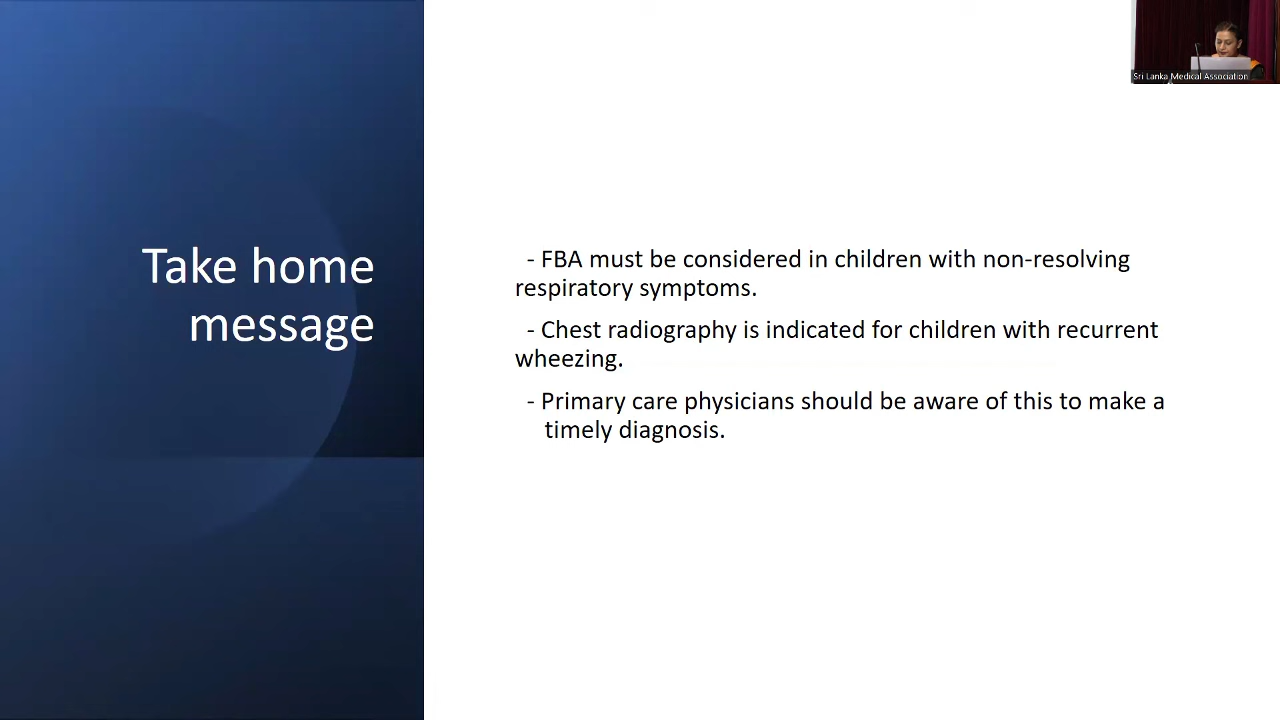 Sri Lanka Medical Association
Take home
message
- FBA must be considered in children with non-resolving
respiratory symptoms.
- Chest radiography is indicated for children with recurrent
wheezing.
- Primary care physicians should be aware of this to make a
timely diagnosis.